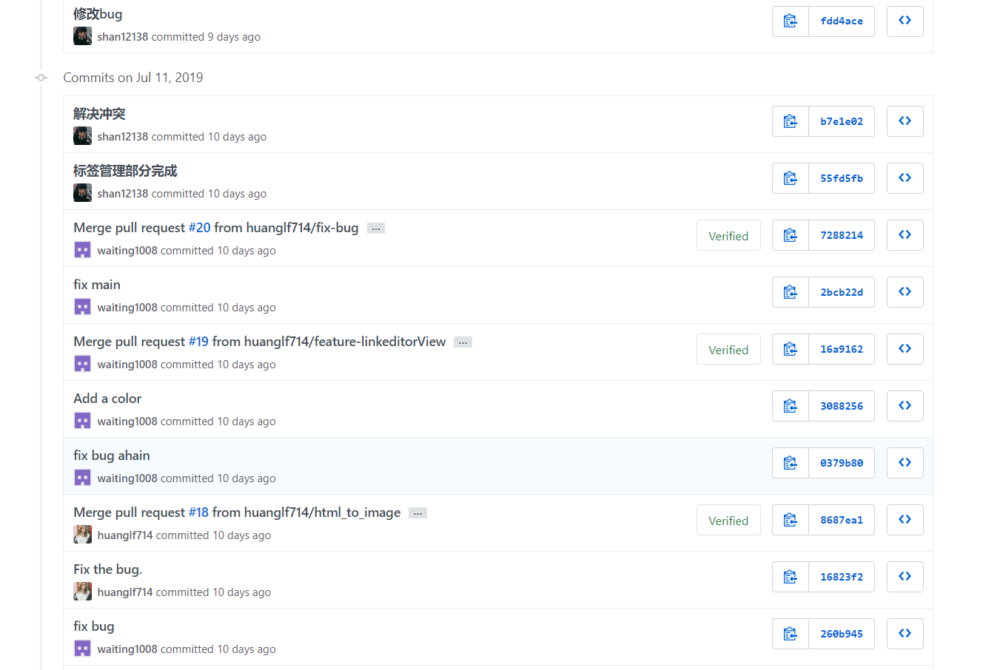 修改bug
fdd4ace
shan12138 committed 9 days ago
Commits on Jul 11, 2019
解决冲突
b7e1e02
shan12138 committed 10 days ago
标签管理部分完成
55fd5fb
shan12138 committed 10 days ago
Merge pull request #20 from huanglf714/fix-bug ...
Verified 7288214
waiting1008 committed 10 days ago
fix main
2bcb22d
waiting1008 committed 10 days ago
Merge pull request #19 from huanglf714/feature-linkeditorView ...
Verified 16a9162
waiting1008 committed 10 days ago
Add a color
3088256
waiting1008 committed 10 days ago
fix bug ahain
0379b80
waiting1008 committed 10 days ago
Merge pull request #18 from huanglf714/html_to_image ...
Verified 8687ea1
huanglf714 committed 10 days ago
Fix the bug.
16823f2
huanglf714 committed 10 days ago
fix bug
260b945
waiting1008 committed 10 days ago